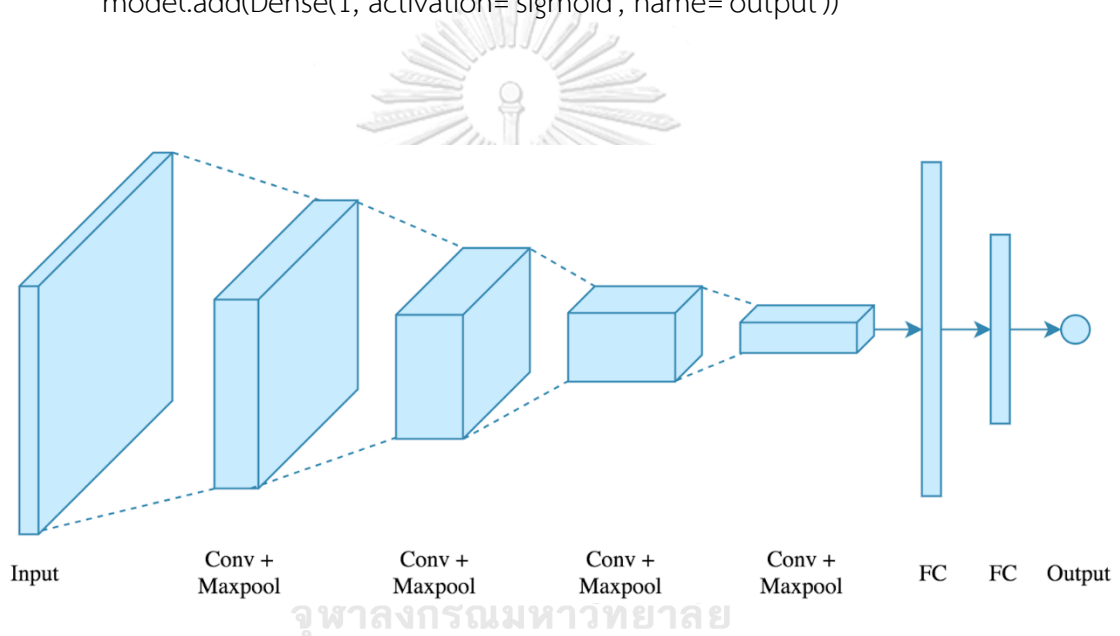 model.add(Dense(1, activation='sigmoid', name='output'))
Input
Conv +
Maxpool
Conv +
Maxpool
Conv +
Maxpool
Conv +
Maxpool
FC
FC
Output
จุฬาลงกรณ์มหาวิทยาลัย